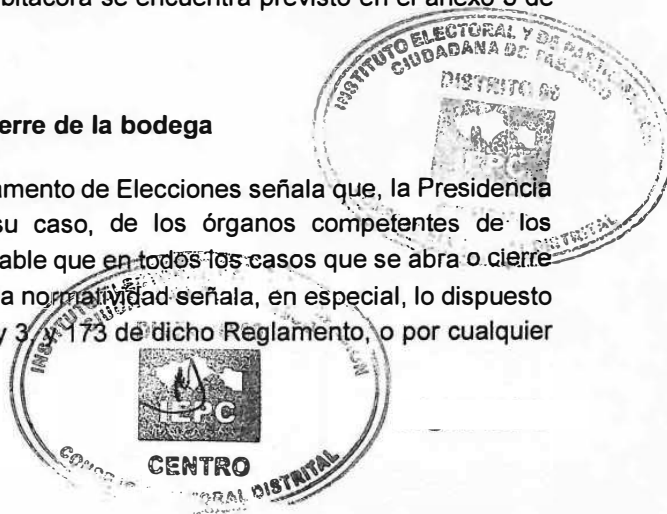 bitácora se encuentra previsto en el anexo 5 de
erre de la bodega
amento de Elecciones señala que, la Presidencia
su caso, de los órganos competentes de los
able que en todos los casos que se abra o cierre
a normatividad señala, en especial, lo dispuesto
y 3, y 173 de dicho Reglamento, o por cualquier
INSTITUTO ELECTORAL Y DE PARTICIPACIÓN
CIUDADANA DE TABASCO
DISTRITO
IEPC
DISTRITAL
IEPC
CENTRO
ELECTORAL DISTRITAL